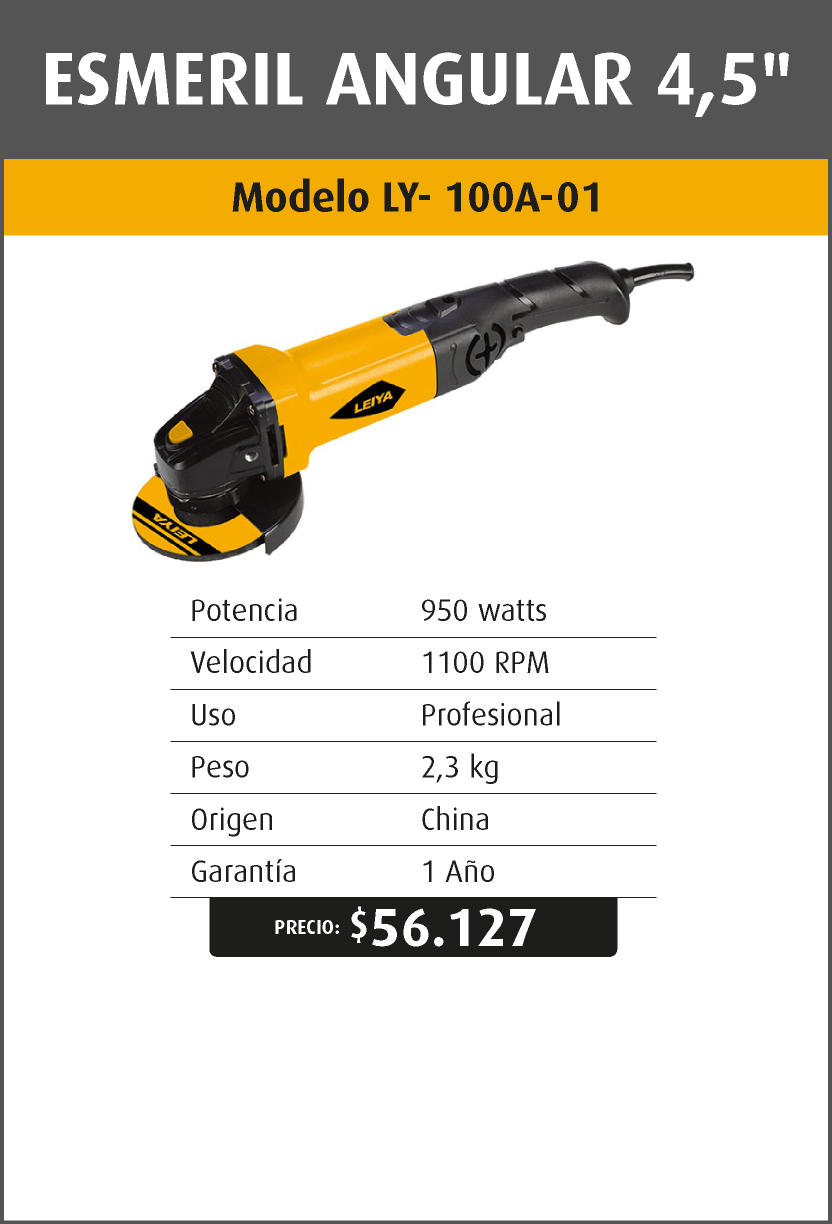 ESMERIL ANGULAR 4,5"
Modelo LY- 100A-01
LEIYA
LEIYA
Potencia 950 watts
Velocidad 1100 RPM
Uso Profesional
Peso 2,3 kg
Origen China
Garantía 1 Año
PRECIO: $56.127